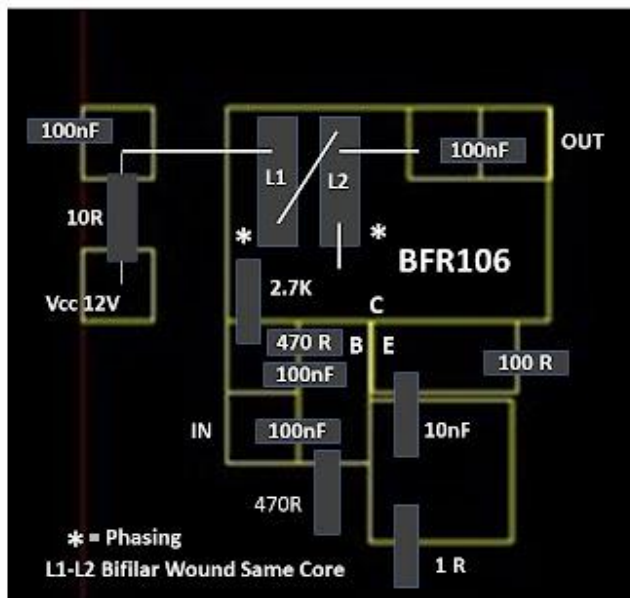 100nF
100nF
OUT
L1
L2
10R
*
*
BFR106
2.7K
Vcc 12V
C
470 R
B
E
100 R
100nF
IN
100nF
10nF
470R
* = Phasing
1 R
L1-L2 Bifilar Wound Same Core